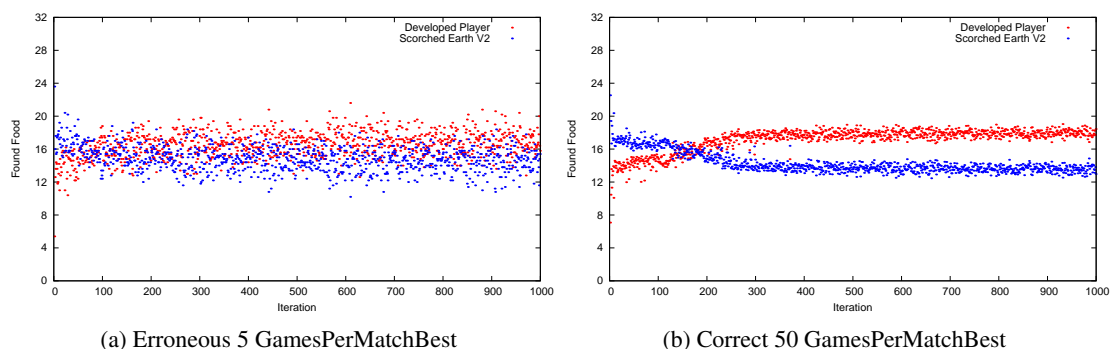 32
28
24
20
16
12
8
4
0
Found Food
Developed Player
Scorched Earth V2
0 100 200 300 400 500 600 700 800 900 1000
Iteration
(a) Erroneous 5 GamesPerMatchBest
32
28
24
20
16
12
8
4
0
Found Food
Developed Player
Scorched Earth V2
0 200 400 600 800 1000
100 300 500 700 900
Iteration
(b) Correct 50 GamesPerMatchBest